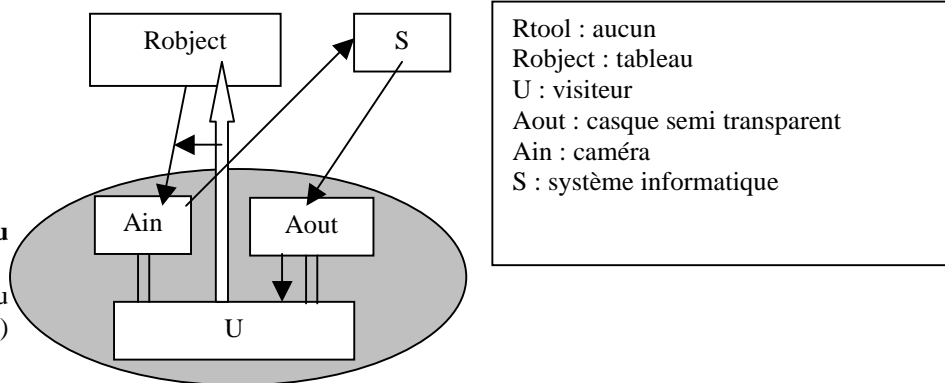 Robject
S
Ain
Aout
U
u
u
)
Rtool : aucun
Robject : tableau
U : visiteur
Aout : casque semi transparent
Ain : caméra
S : système informatique